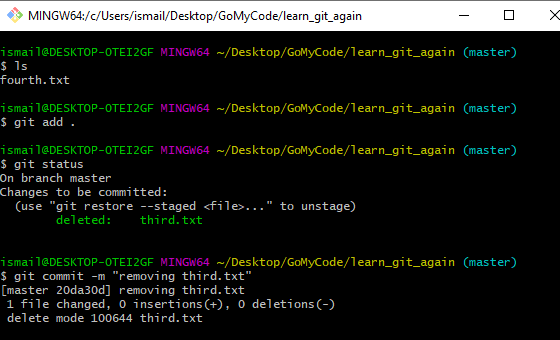 MINGW64:/c/Users/ismail/Desktop/GoMyCode/learn_git_again
ismail@DESKTOP-OTEI2GF MINGW64 ~/Desktop/GoMyCode/learn_git_again (master)
$ ls
fourth.txt
ismail@DESKTOP-OTEI2GF MINGW64 ~/Desktop/GoMyCode/learn_git_again (master)
$ git add .
ismail@DESKTOP-OTEI2GF MINGW64 ~/Desktop/GoMyCode/learn_git_again (master)
$ git status
On branch master
Changes to be committed:
  (use "git restore --staged <file>..." to unstage)
        deleted:    third.txt
ismail@DESKTOP-OTEI2GF MINGW64 ~/Desktop/GoMyCode/learn_git_again (master)
$ git commit -m "removing third.txt"
[master 20da30d] removing third.txt
 1 file changed, 0 insertions(+), 0 deletions(-)
 delete mode 100644 third.txt